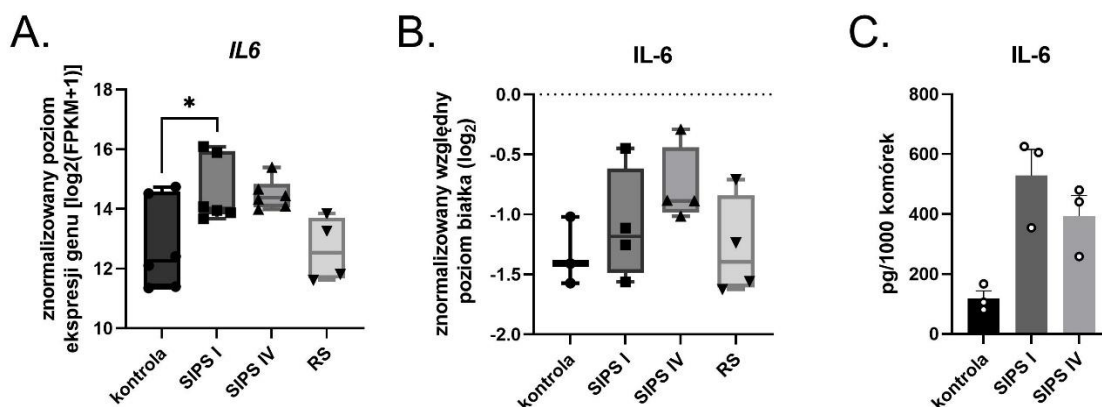 A.
IL6
znormalizowany poziom
ekspresji genu [log2(FPKM+1)]
18
16
14
12
10
*
kontrola
SIPS I
SIPS IV
RS
B.
IL-6
znormalizowany względny
poziom białka (log2)
0.0
-0.5
-1.0
-1.5
-2.0
kontrola
SIPS I
SIPS IV
RS
C.
IL-6
pg/1000 komórek
800
600
400
200
0
kontrola
SIPS I
SIPS IV